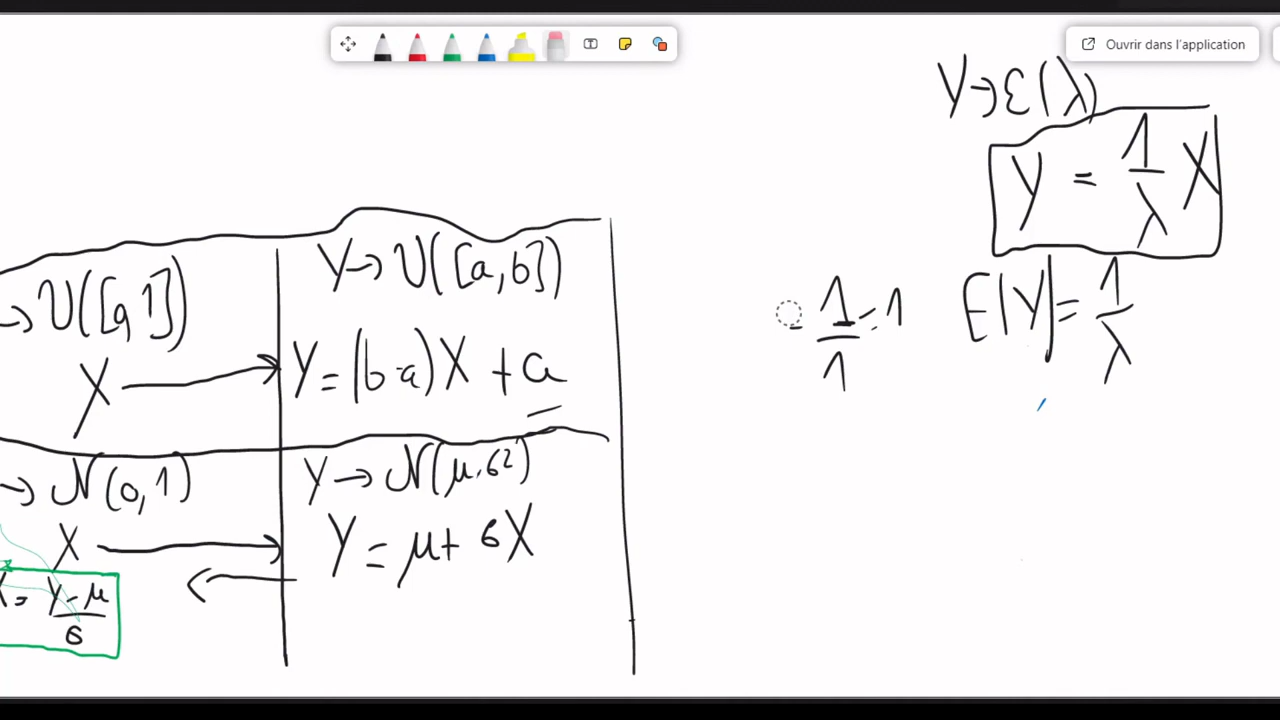 Ouvrir dans l'application
Y → ε(λ)
Y = 1/λ X
Y → U([a, b])
→ U([0, 1])
1/1 = 1
E(Y) = 1/λ
X → Y = (b-a)X + a
Y → N(μ, σ²)
→ N(0, 1)
X → Y = μ + σX
X = Y - μ / σ